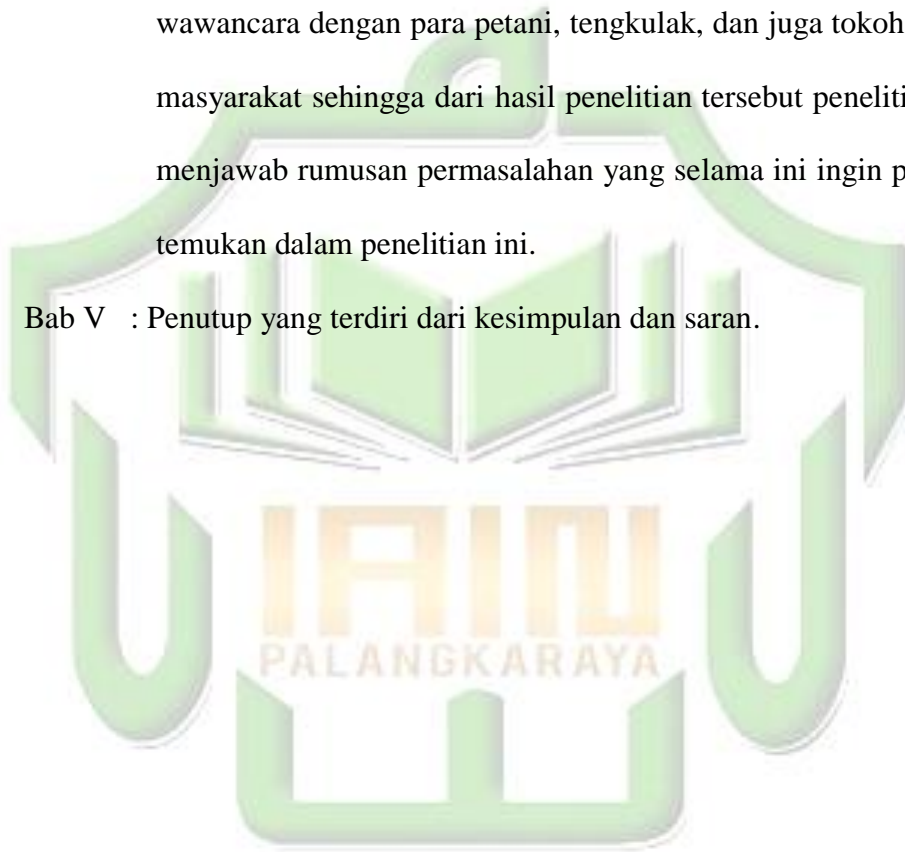 wawancara dengan para petani, tengkulak, dan juga tokoh
masyarakat sehingga dari hasil penelitian tersebut peneliti
menjawab rumusan permasalahan yang selama ini ingin
temukan dalam penelitian ini.
Bab V : Penutup yang terdiri dari kesimpulan dan saran.
IAIN
PALANGKARAYA